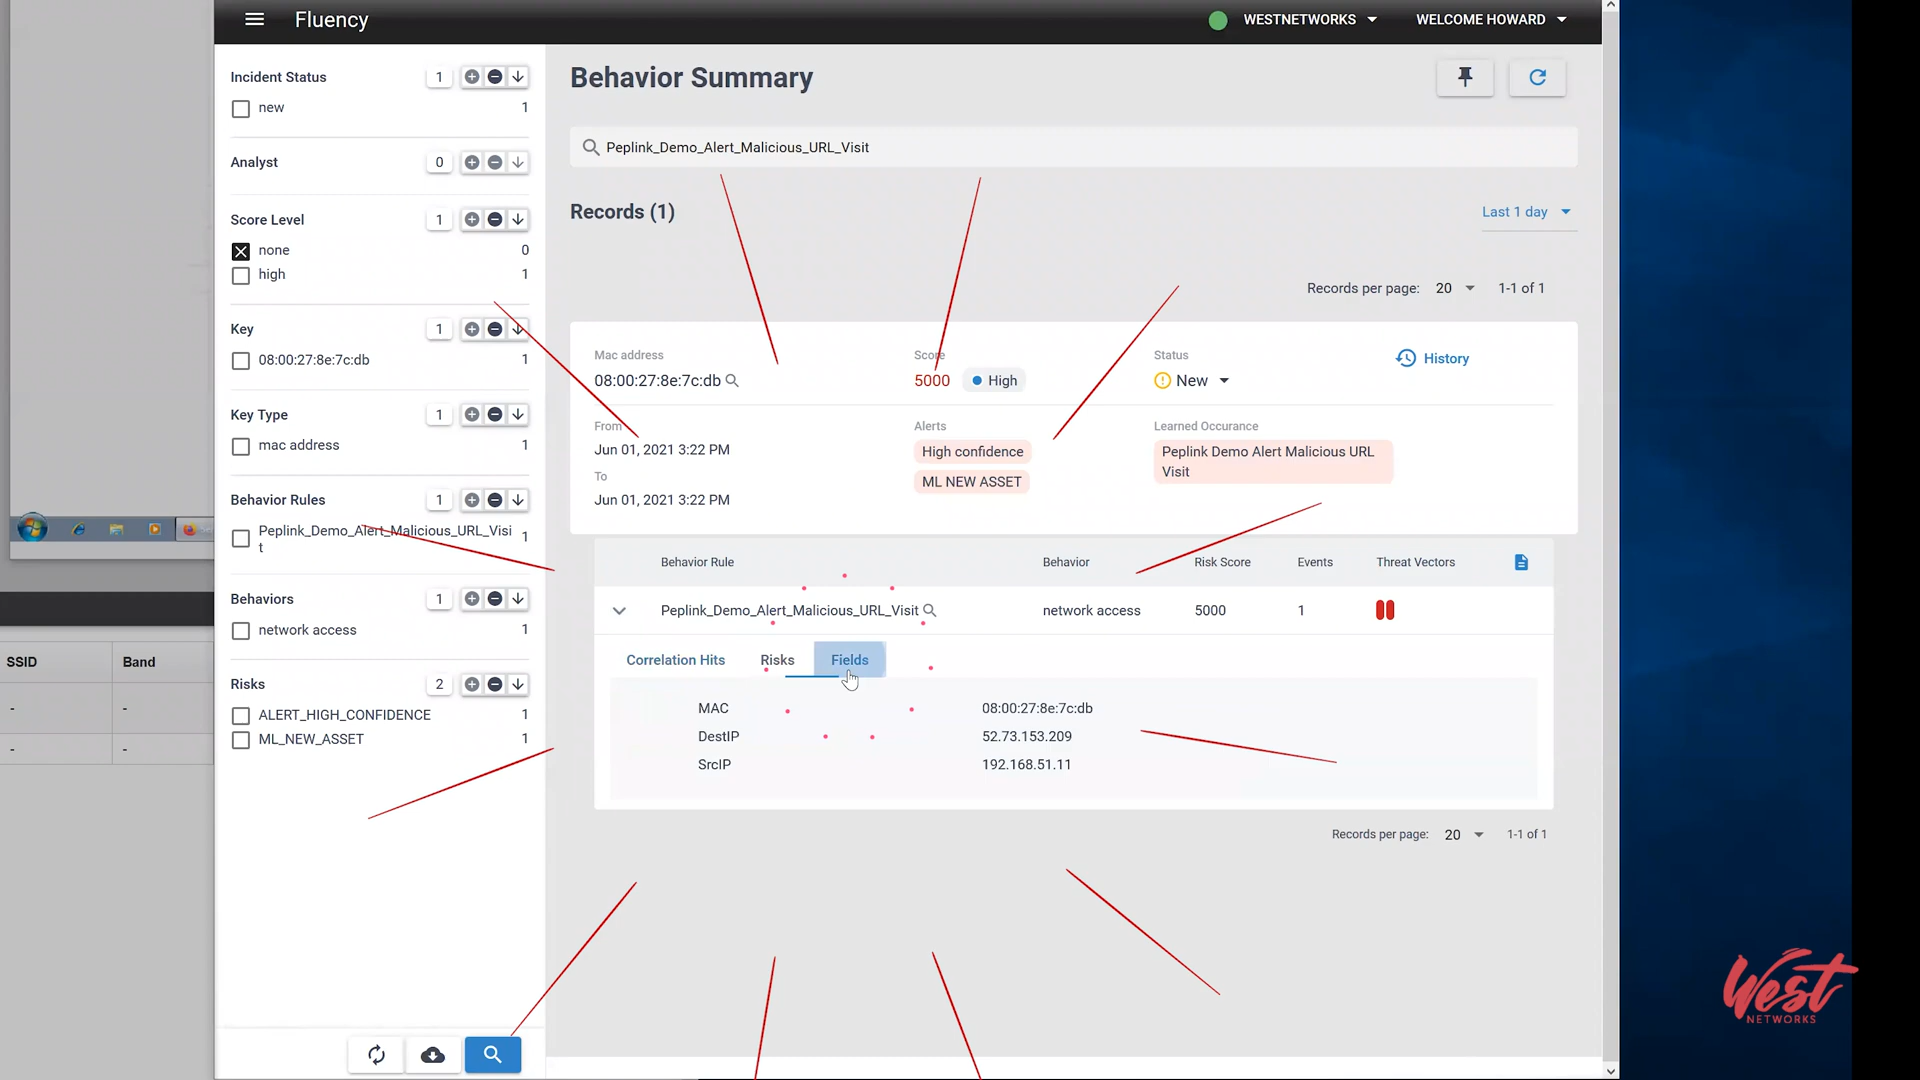 Fluency
WESTNETWORKS
WELCOME HOWARD
Incident Status 1
new 1
Analyst 0
Score Level 1
none 0
high 1
Key 1
08:00:27:8e:7c:db 1
Key Type 1
mac address 1
Behavior Rules 1
Peplink_Demo_Alert_Malicious_URL_Visi 1
t
Behaviors 1
network access 1
Risks 2
ALERT_HIGH_CONFIDENCE 1
ML_NEW_ASSET 1
Behavior Summary
Peplink_Demo_Alert_Malicious_URL_Visit
Records (1)
Last 1 day
Records per page: 20 1-1 of 1
Mac address Score Status
08:00:27:8e:7c:db 5000 High New History
From Alerts Learned Occurance
Jun 01, 2021 3:22 PM High confidence Peplink Demo Alert Malicious URL
Visit
To
Jun 01, 2021 3:22 PM ML NEW ASSET
Behavior Rule Behavior Risk Score Events Threat Vectors
Peplink_Demo_Alert_Malicious_URL_Visit network access 5000 1
Correlation Hits Risks Fields
MAC 08:00:27:8e:7c:db
DestIP 52.73.153.209
SrcIP 192.168.51.11
Records per page: 20 1-1 of 1
SSID Band
- -
- -
West
NETWORKS